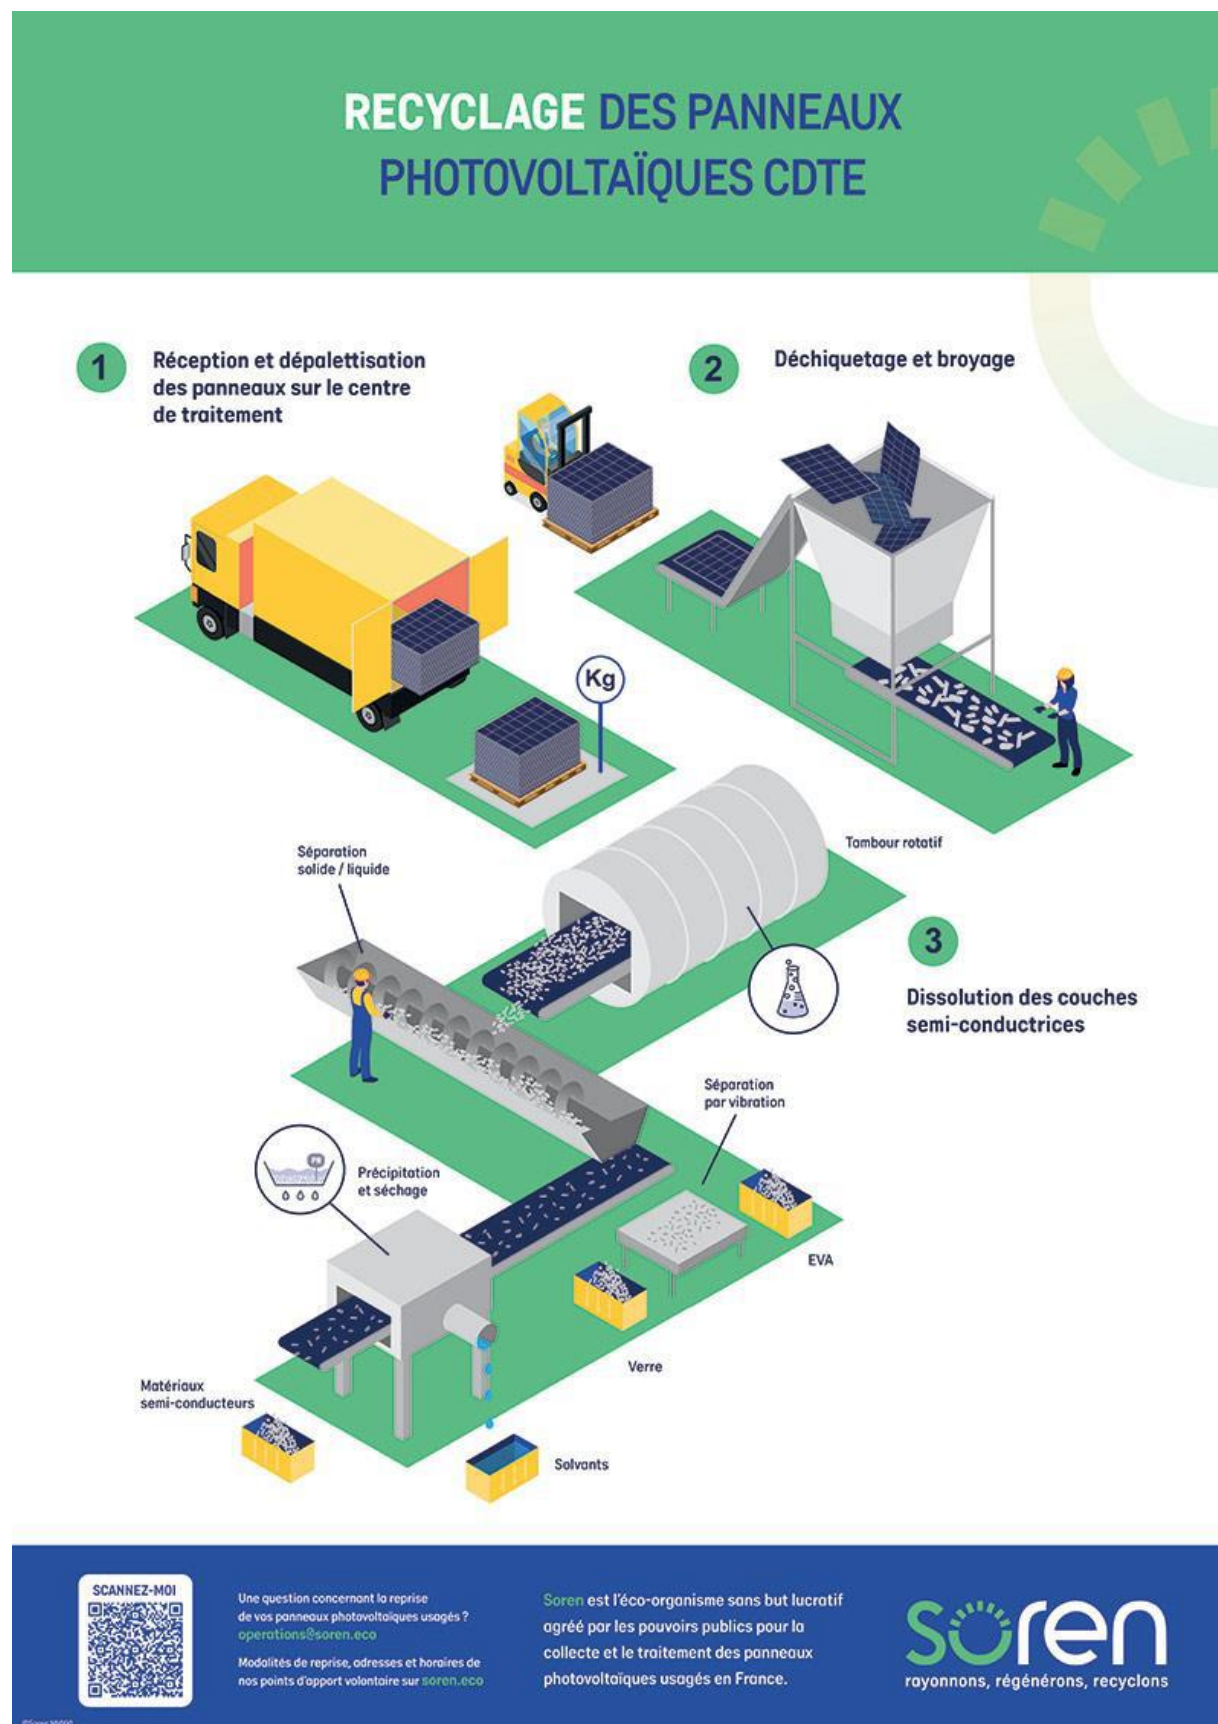 RECYCLAGE DES PANNEAUX
PHOTOVOLTAÏQUES CDTE
1
Réception et dépalettisation
des panneaux sur le centre
de traitement
2
Déchiquetage et broyage
Kg
Tambour rotatif
Séparation
solide / liquide
3
Dissolution des couches
semi-conductrices
Séparation
par vibration
Précipitation
et séchage
EVA
Verre
Matériaux
semi-conducteurs
Solvants
SCANNEZ-MOI
Une question concernant la reprise
de vos panneaux photovoltaïques usagés ?
operations@soren.eco
Modalités de reprise, adresses et horaires de
nos points d'apport volontaire sur soren.eco
Soren est l'éco-organisme sans but lucratif
agréé par les pouvoirs publics pour la
collecte et le traitement des panneaux
photovoltaïques usagés en France.
soren
rayonnons, régénérons, recyclons